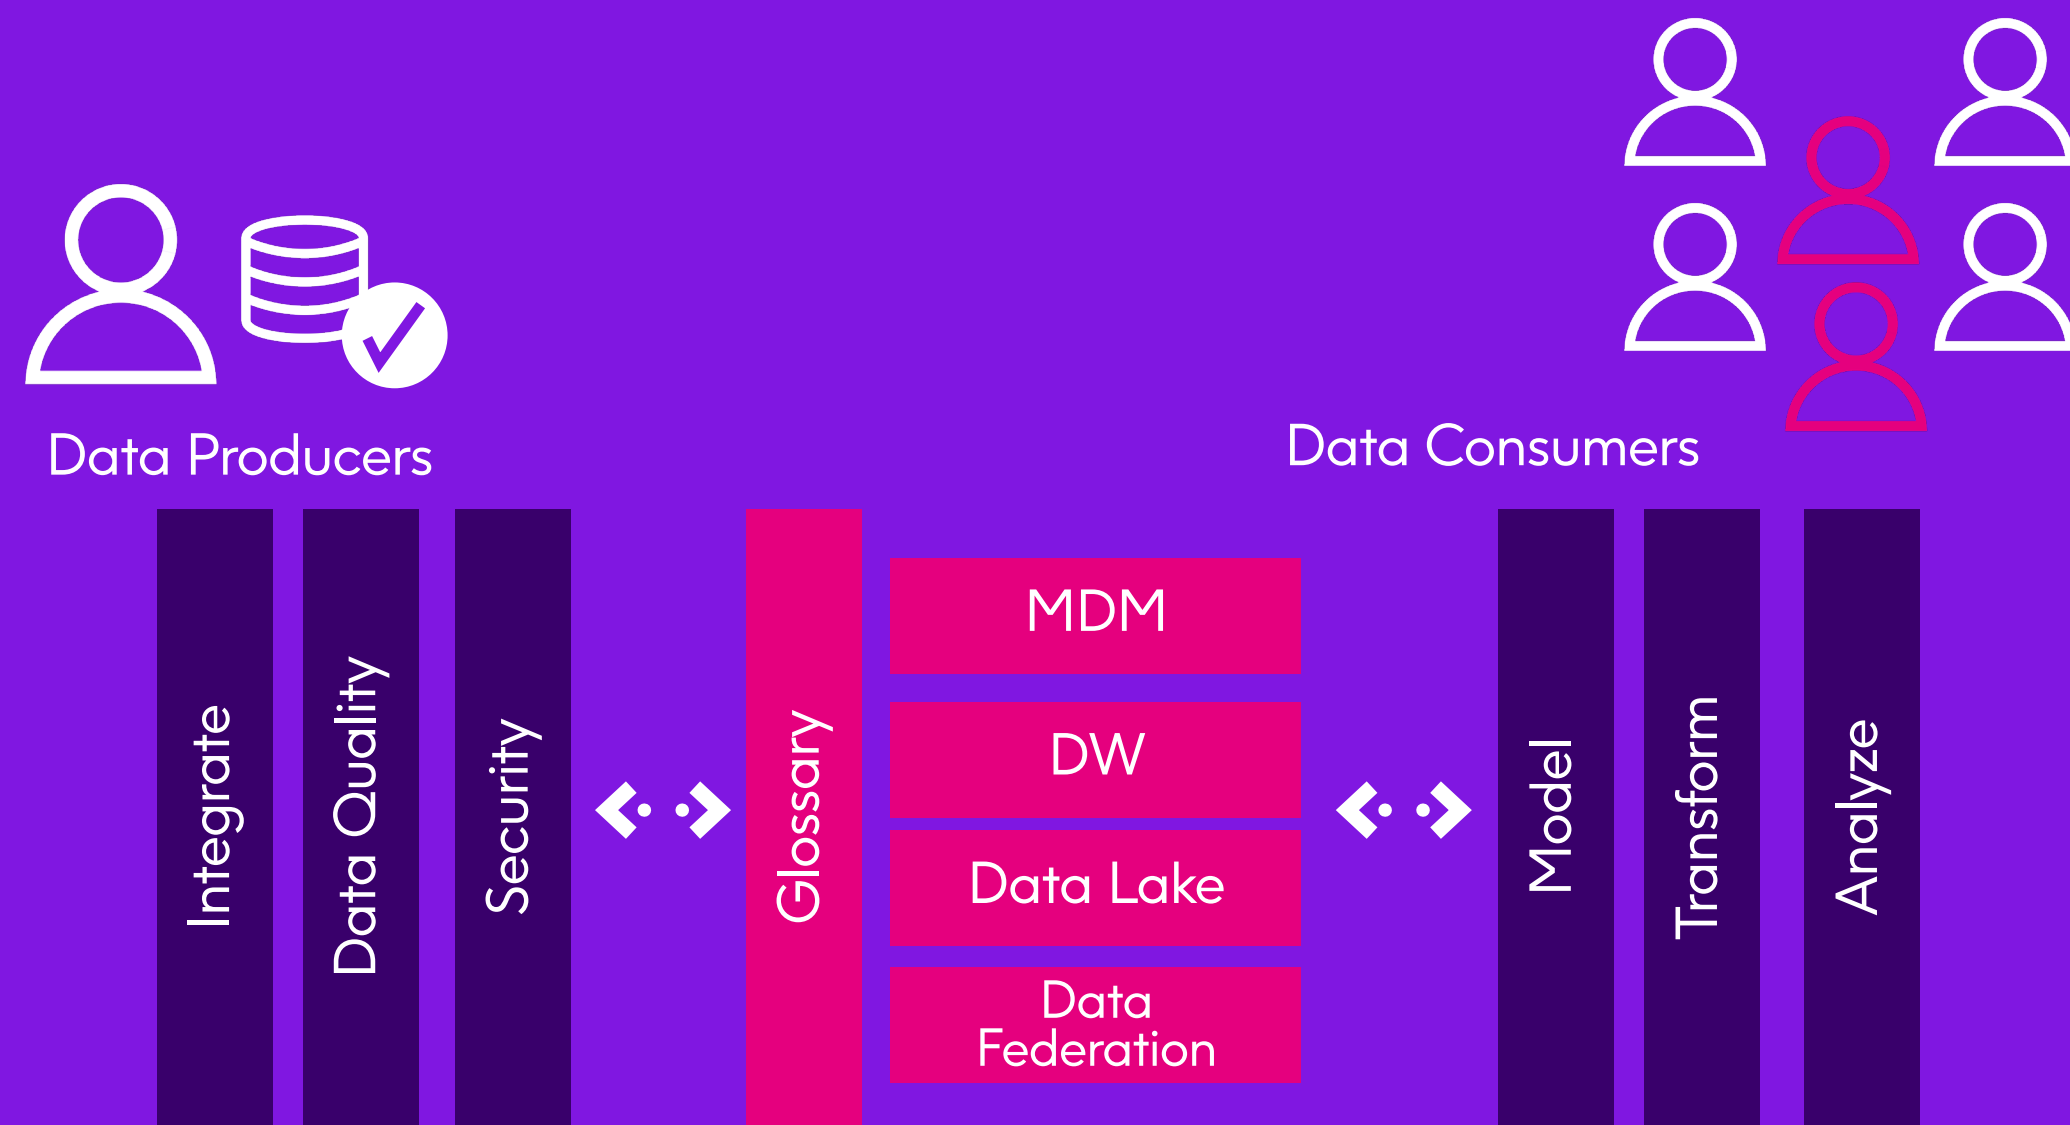 Data Producers
Data Consumers
Integrate
Data Quality
Security
Glossary
MDM
DW
Data Lake
Data
Federation
Model
Transform
Analyze